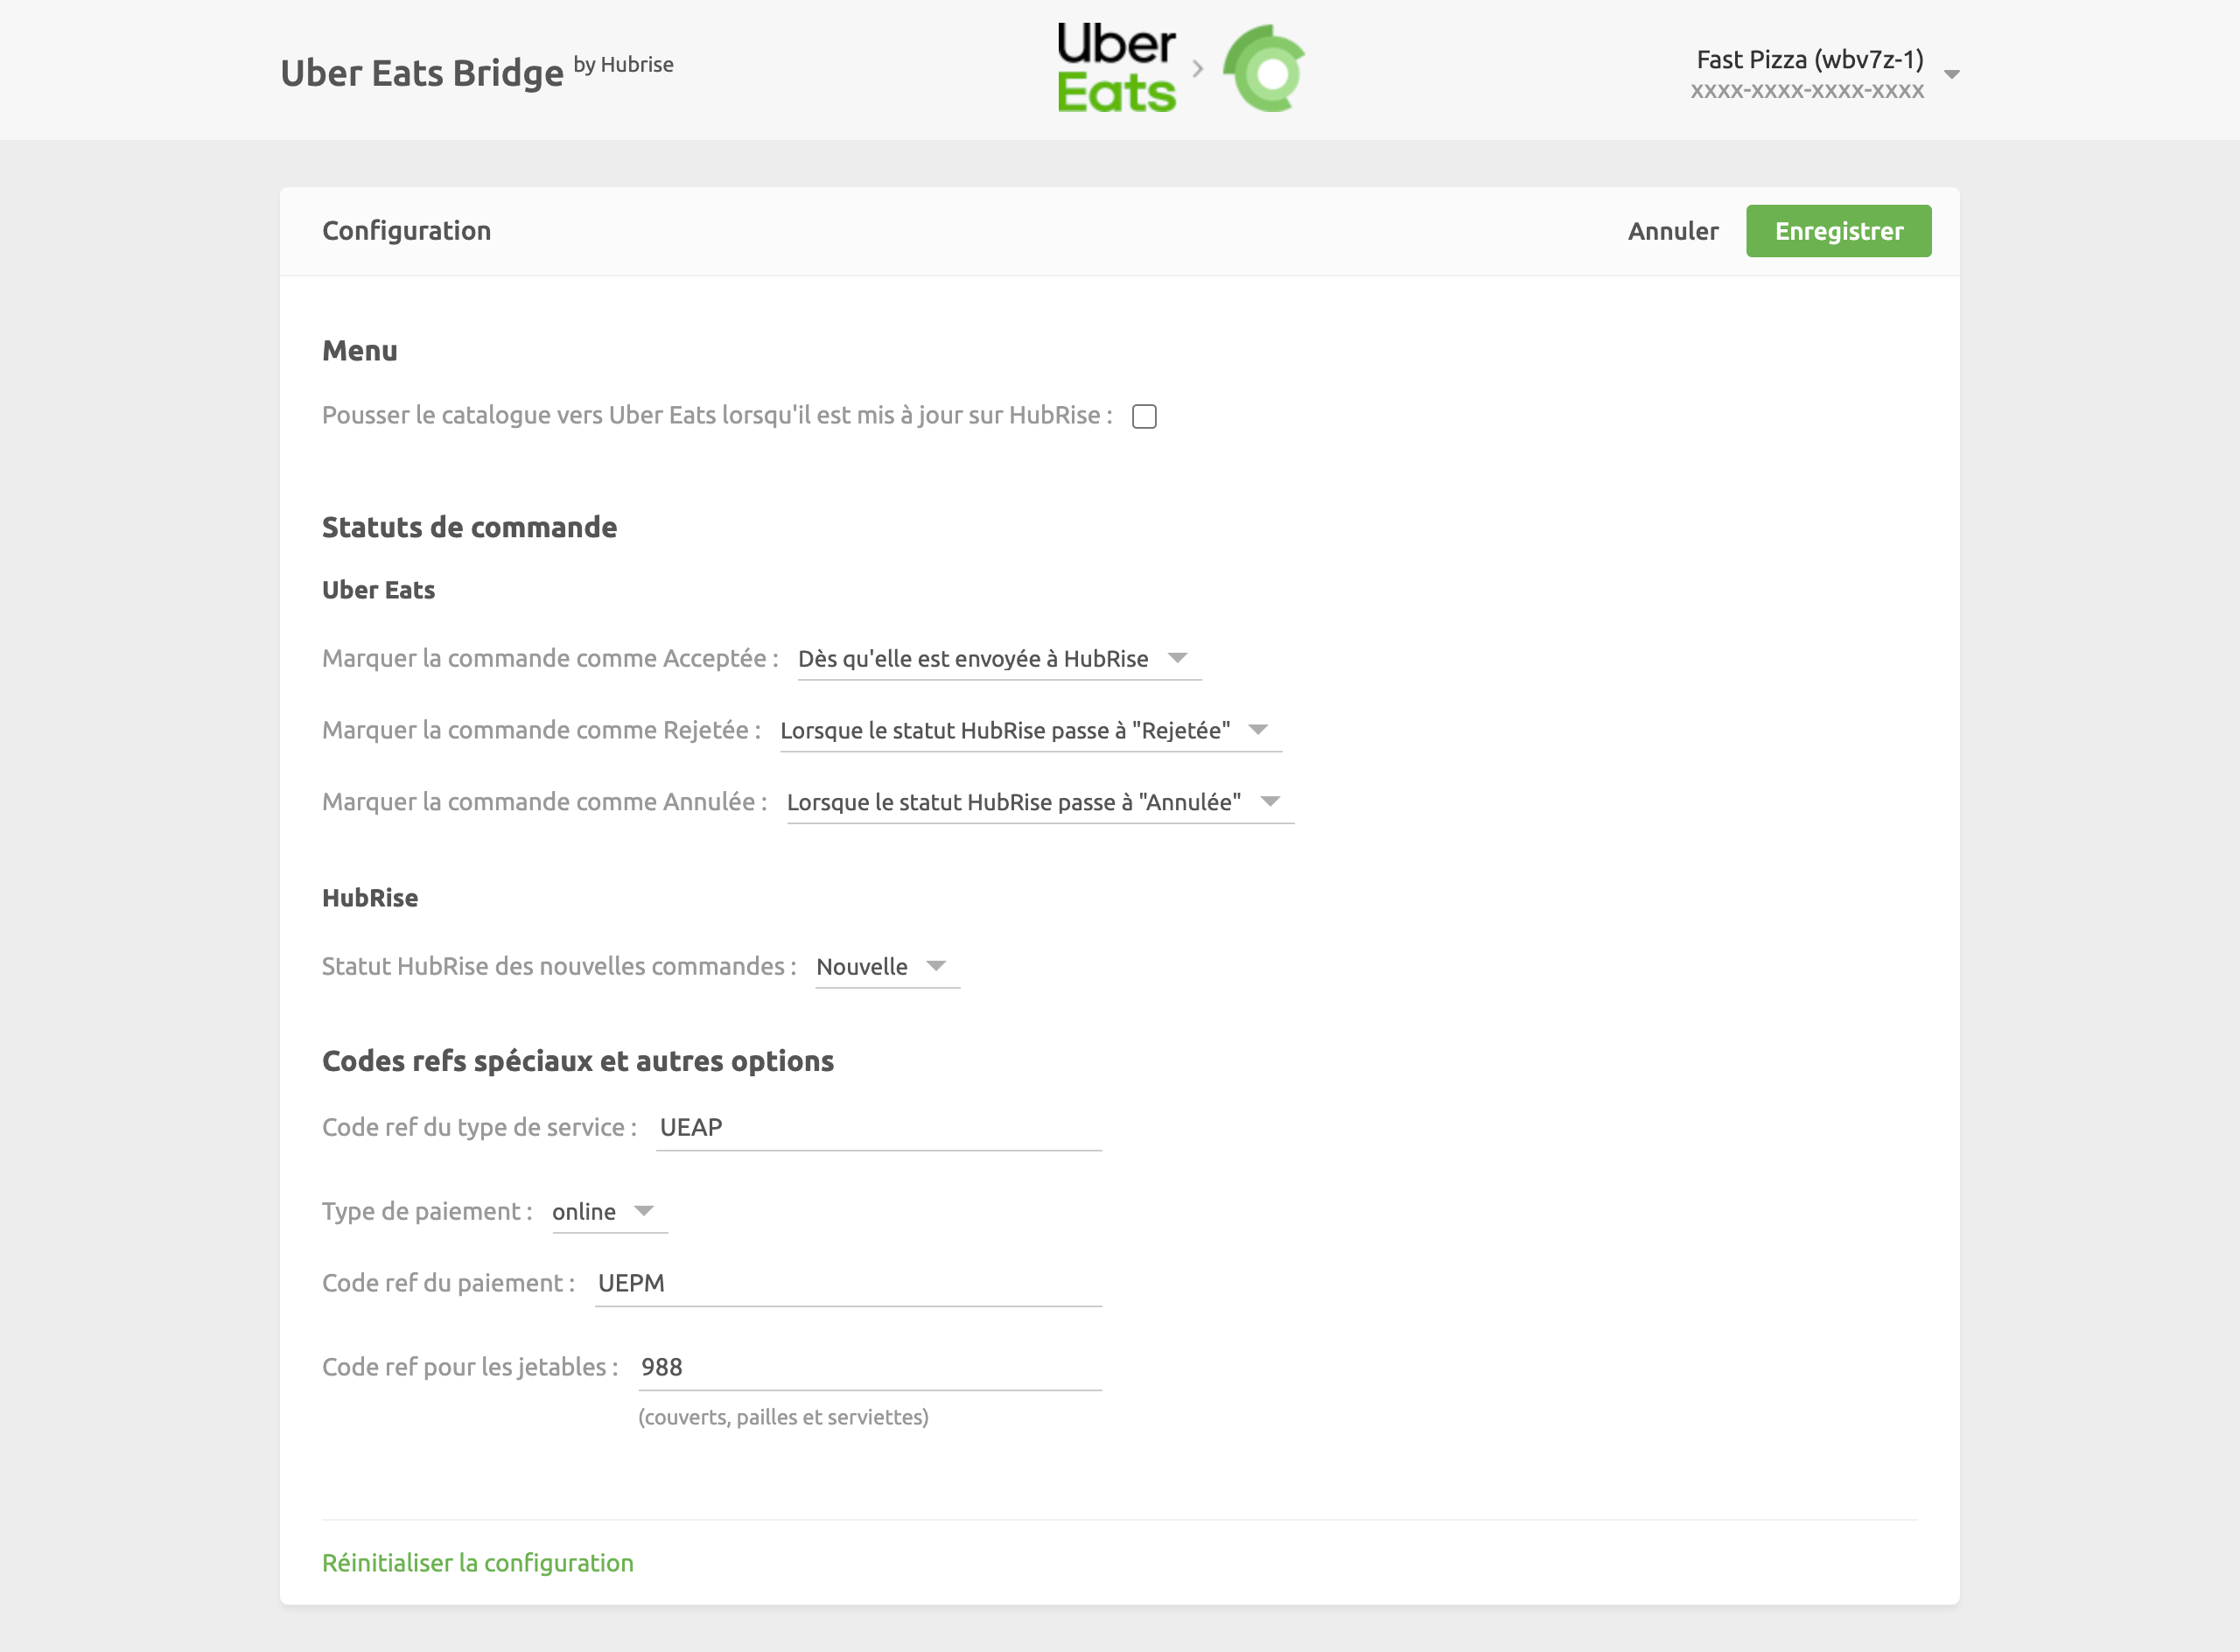 Uber Eats Bridge by Hubrise
Uber
Eats
Fast Pizza (wbv7z-1)
xxxx-xxxx-xxxx-xxxx
Configuration
Annuler
Enregistrer
Menu
Pousser le catalogue vers Uber Eats lorsqu'il est mis à jour sur HubRise :
Statuts de commande
Uber Eats
Marquer la commande comme Acceptée : Dès qu'elle est envoyée à HubRise
Marquer la commande comme Rejetée : Lorsque le statut HubRise passe à "Rejetée"
Marquer la commande comme Annulée : Lorsque le statut HubRise passe à "Annulée"
HubRise
Statut HubRise des nouvelles commandes : Nouvelle
Codes refs spéciaux et autres options
Code ref du type de service : UEAP
Type de paiement : online
Code ref du paiement : UEPM
Code ref pour les jetables : 988
(couverts, pailles et serviettes)
Réinitialiser la configuration